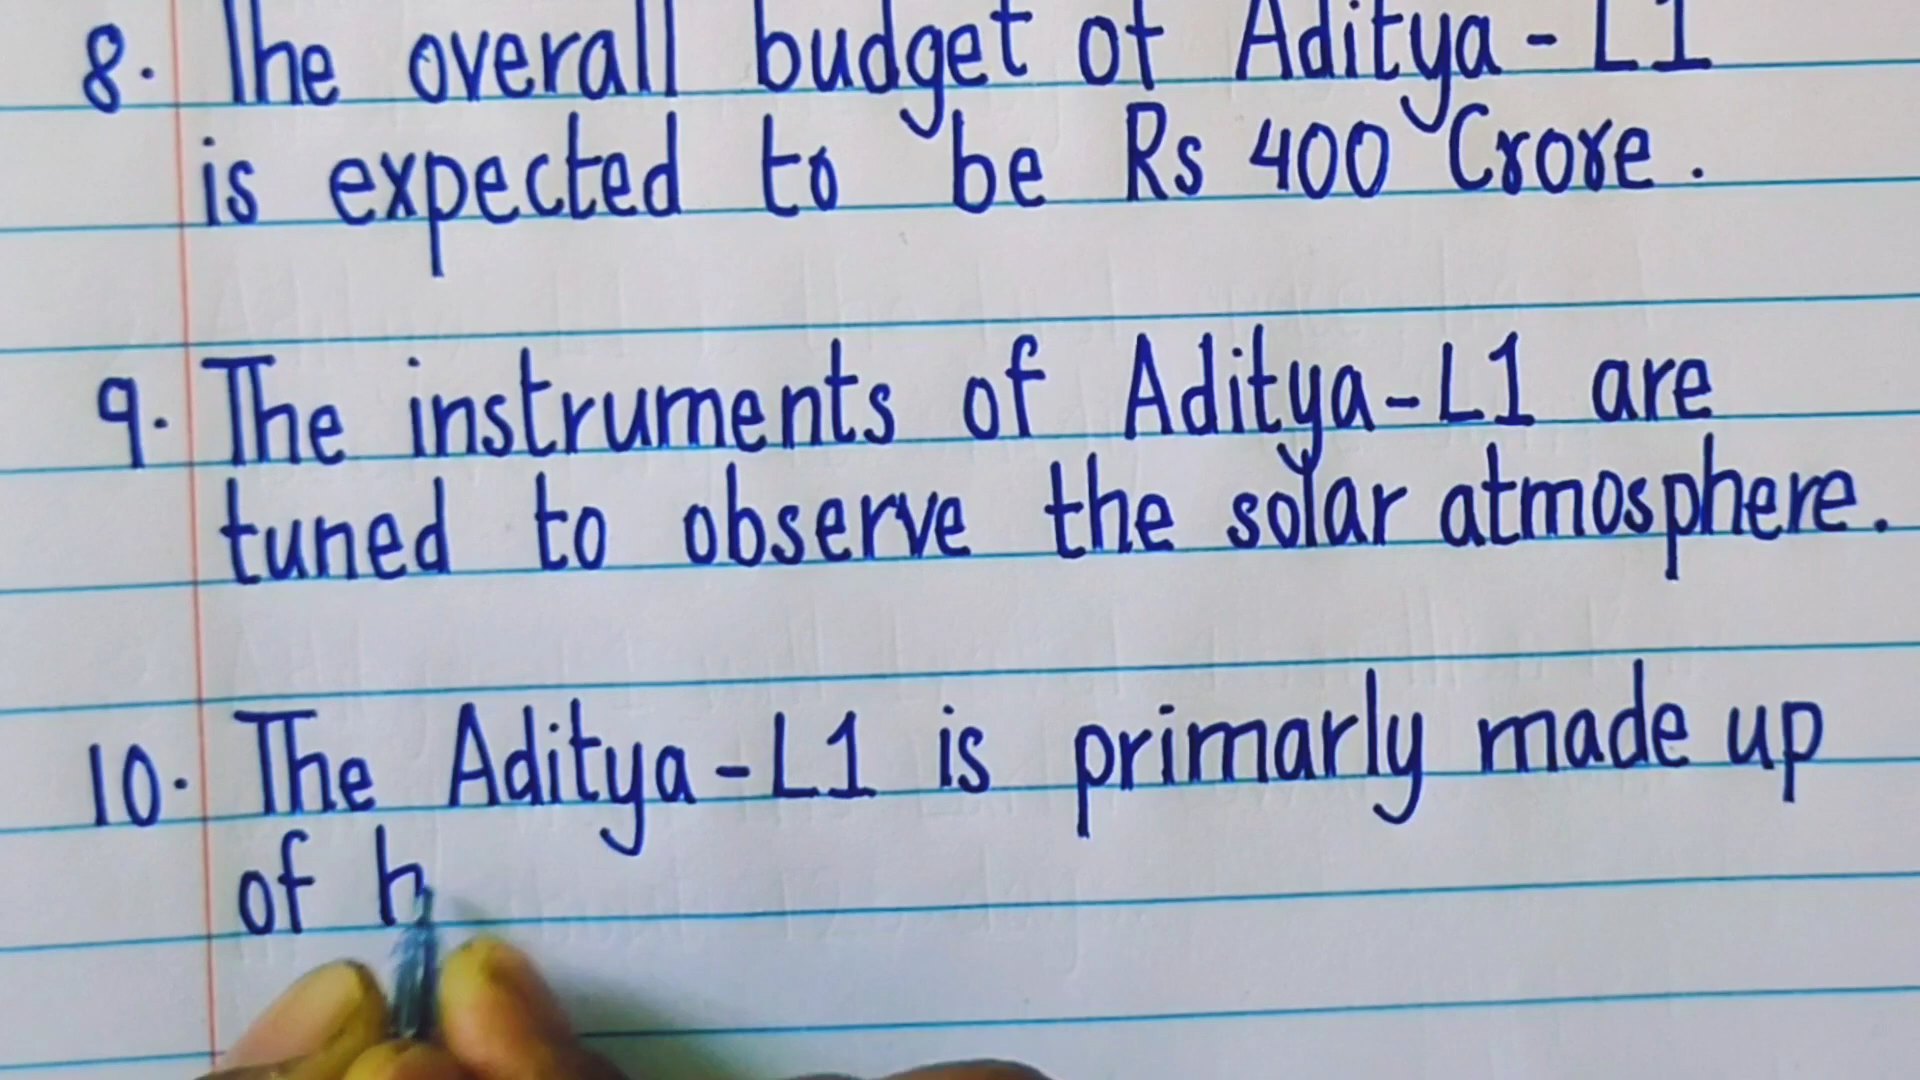 8. The overall budget of Aditya - L1
is expected to be Rs 400 Crore.
9. The instruments of Aditya-L1 are
tuned to observe the solar atmosphere.
10. The Aditya-L1 is primarly made up
of h